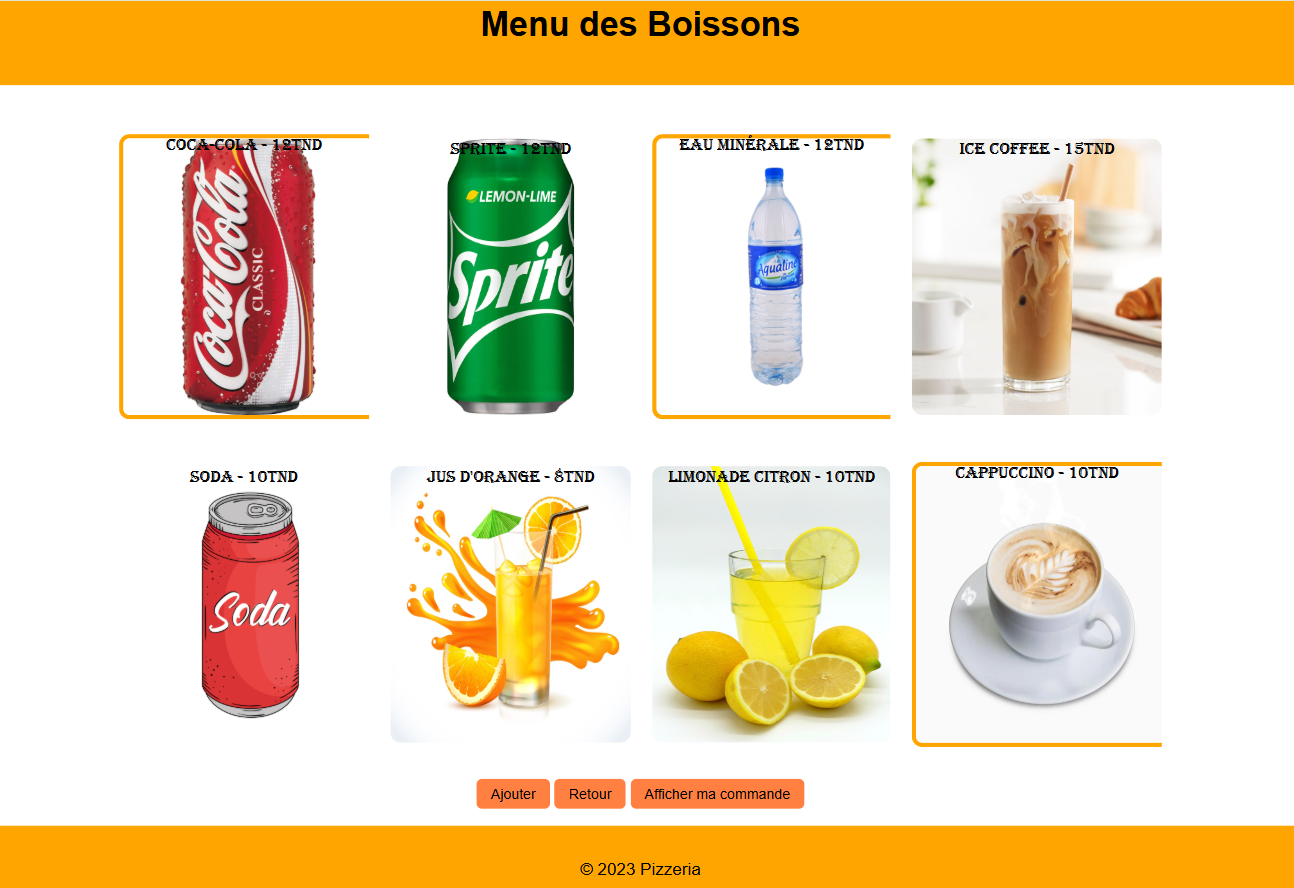 Menu des Boissons
COCA-COLA - 12TND
SPRITE - 12TND
EAU MINÉRALE - 12TND
ICE COFFEE - 15TND
Coca-Cola
CLASSIC
LEMON-LIME
Sprite
Aqualine
SODA - 10TND
JUS D'ORANGE - 8TND
LIMONADE CITRON - 10TND
CAPPUCCINO - 10TND
Soda
Ajouter
Retour
Afficher ma commande
© 2023 Pizzeria